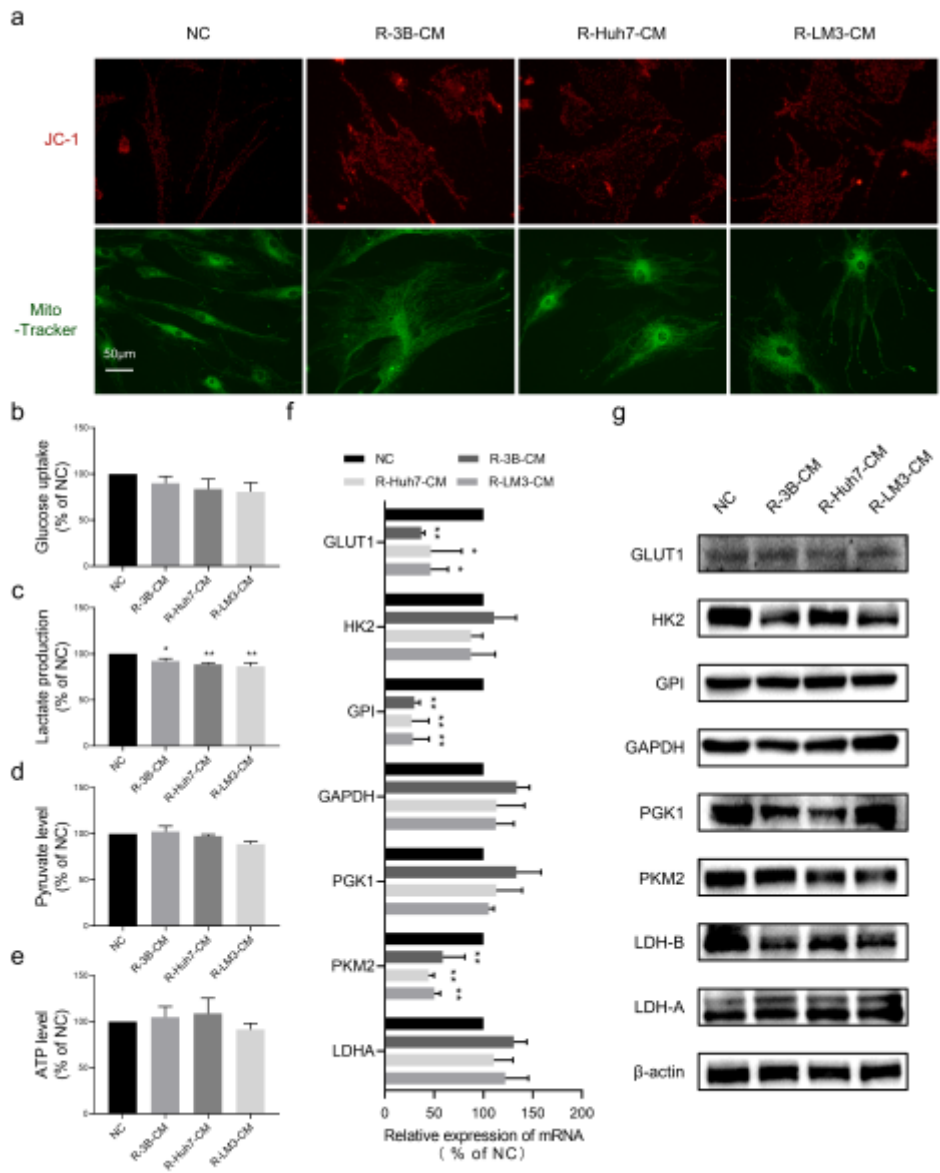 a
NC
R-3B-CM
R-Huh7-CM
R-LM3-CM
JC-1
Mito
-Tracker
50μm
b
Glucose uptake
(% of NC)
150
100
50
0
NC
R-3B-CM
R-Huh7-CM
R-LM3-CM
c
Lactate production
(% of NC)
150
100
50
0
*
**
**
NC
R-3B-CM
R-Huh7-CM
R-LM3-CM
d
Pyruvate level
(% of NC)
150
100
50
0
NC
R-3B-CM
R-Huh7-CM
R-LM3-CM
e
ATP level
(% of NC)
150
100
50
0
NC
R-3B-CM
R-Huh7-CM
R-LM3-CM
f
NC
R-3B-CM
R-Huh7-CM
R-LM3-CM
GLUT1
**
*
*
HK2
GPI
**
**
**
GAPDH
PGK1
PKM2
**
**
**
LDHA
0
50
100
150
200
Relative expression of mRNA
( % of NC)
g
NC
R-3B-CM
R-Huh7-CM
R-LM3-CM
GLUT1
HK2
GPI
GAPDH
PGK1
PKM2
LDH-B
LDH-A
β-actin